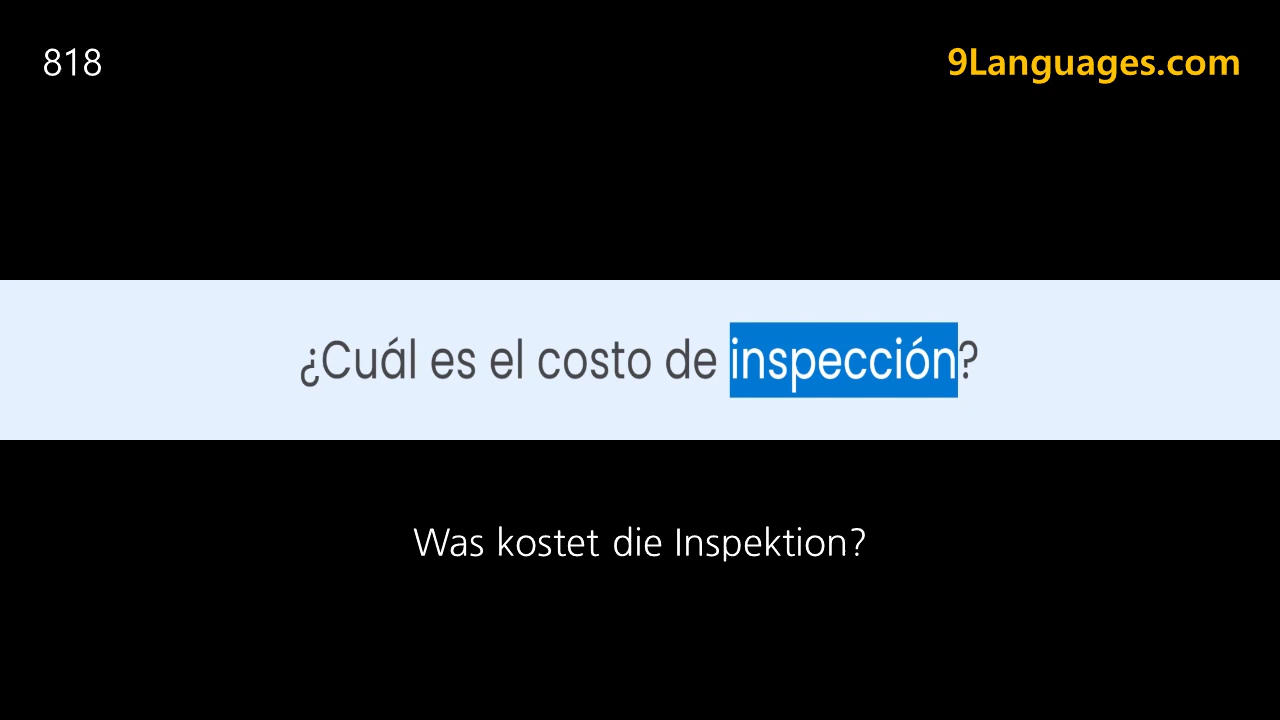 818
9Languages.com
¿Cuál es el costo de inspección?
Was kostet die Inspektion?